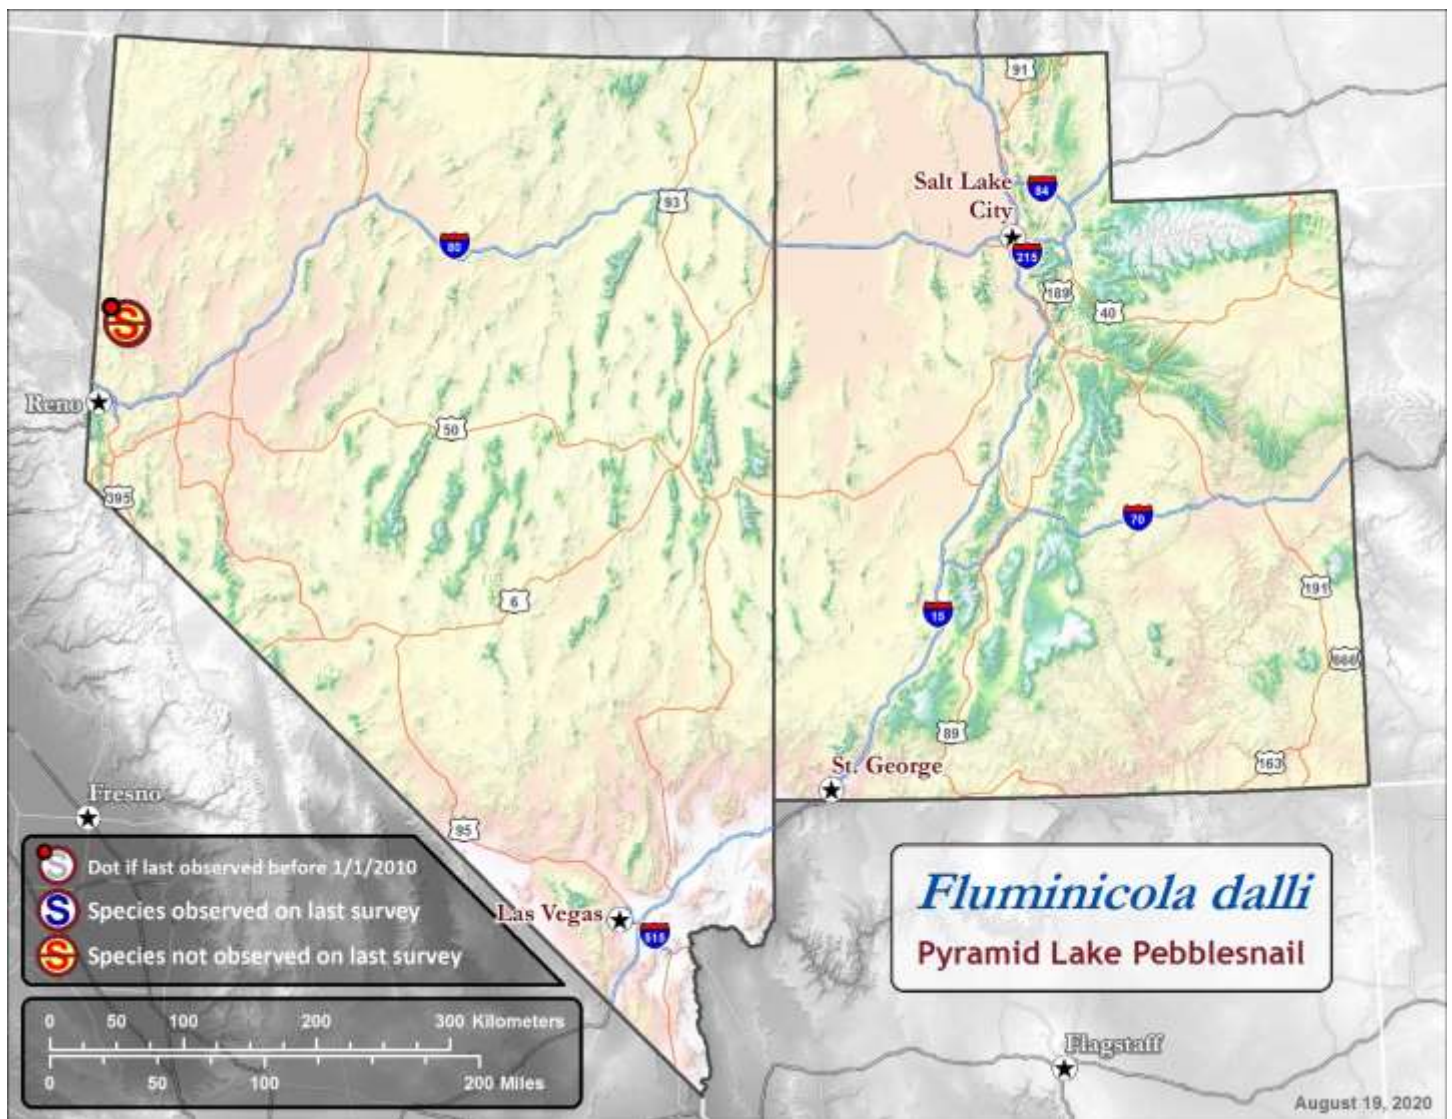 91
Salt Lake
City
84
93
80
215
189
40
S
Reno
50
395
70
6
191
15
666
89
163
St. George
Fresno
95
Las Vegas
515
S
Dot if last observed before 1/1/2010
S
Species observed on last survey
S
Species not observed on last survey
Fluminicola dalli
Pyramid Lake Pebblesnail
0 50 100 200 300 Kilometers
0 50 100 200 Miles
Flagstaff
August 19, 2020